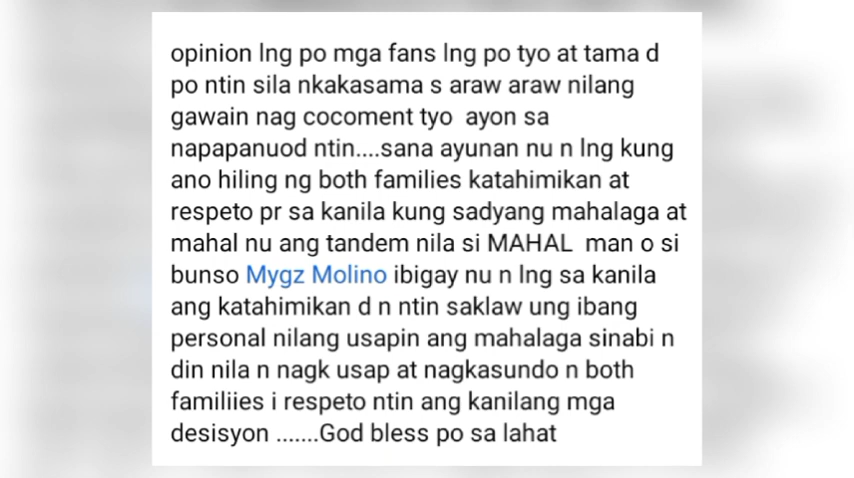 opinion lng po mga fans lng po tyo at tama d
po ntin sila nkakasama s araw araw nilang
gawain nag cocoment tyo ayon sa
napapanuod ntin....sana ayunan nu n lng kung
ano hiling ng both families katahimikan at
respeto pr sa kanila kung sadyang mahalaga at
mahal nu ang tandem nila si MAHAL man o si
bunso Mygz Molino ibigay nu n lng sa kanila
ang katahimikan d n ntin saklaw ung ibang
personal nilang usapin ang mahalaga sinabi n
din nila n nagk usap at nagkasundo n both
familiies i respeto ntin ang kanilang mga
desisyon .......God bless po sa lahat